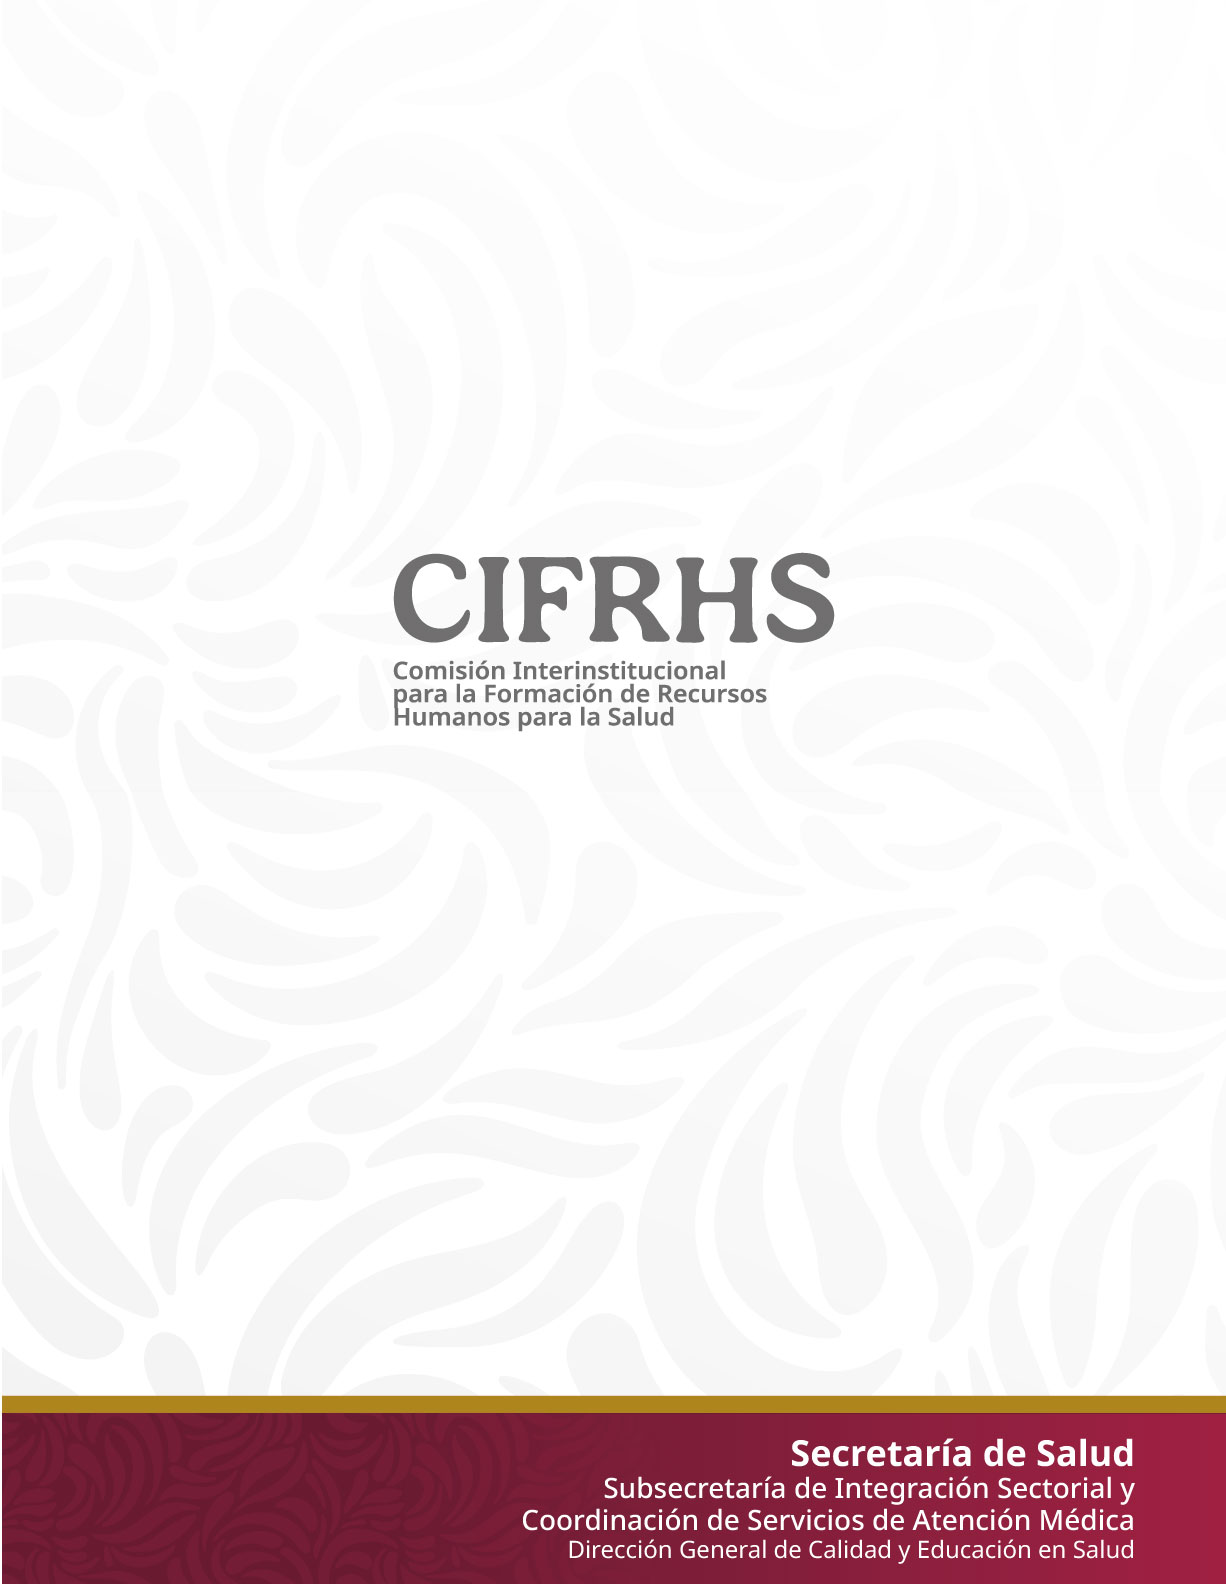 CIFRHS
Comisión Interinstitucional
para la Formación de Recursos
Humanos para la Salud
Secretaría de Salud
Subsecretaría de Integración Sectorial y
Coordinación de Servicios de Atención Médica
Dirección General de Calidad y Educación en Salud